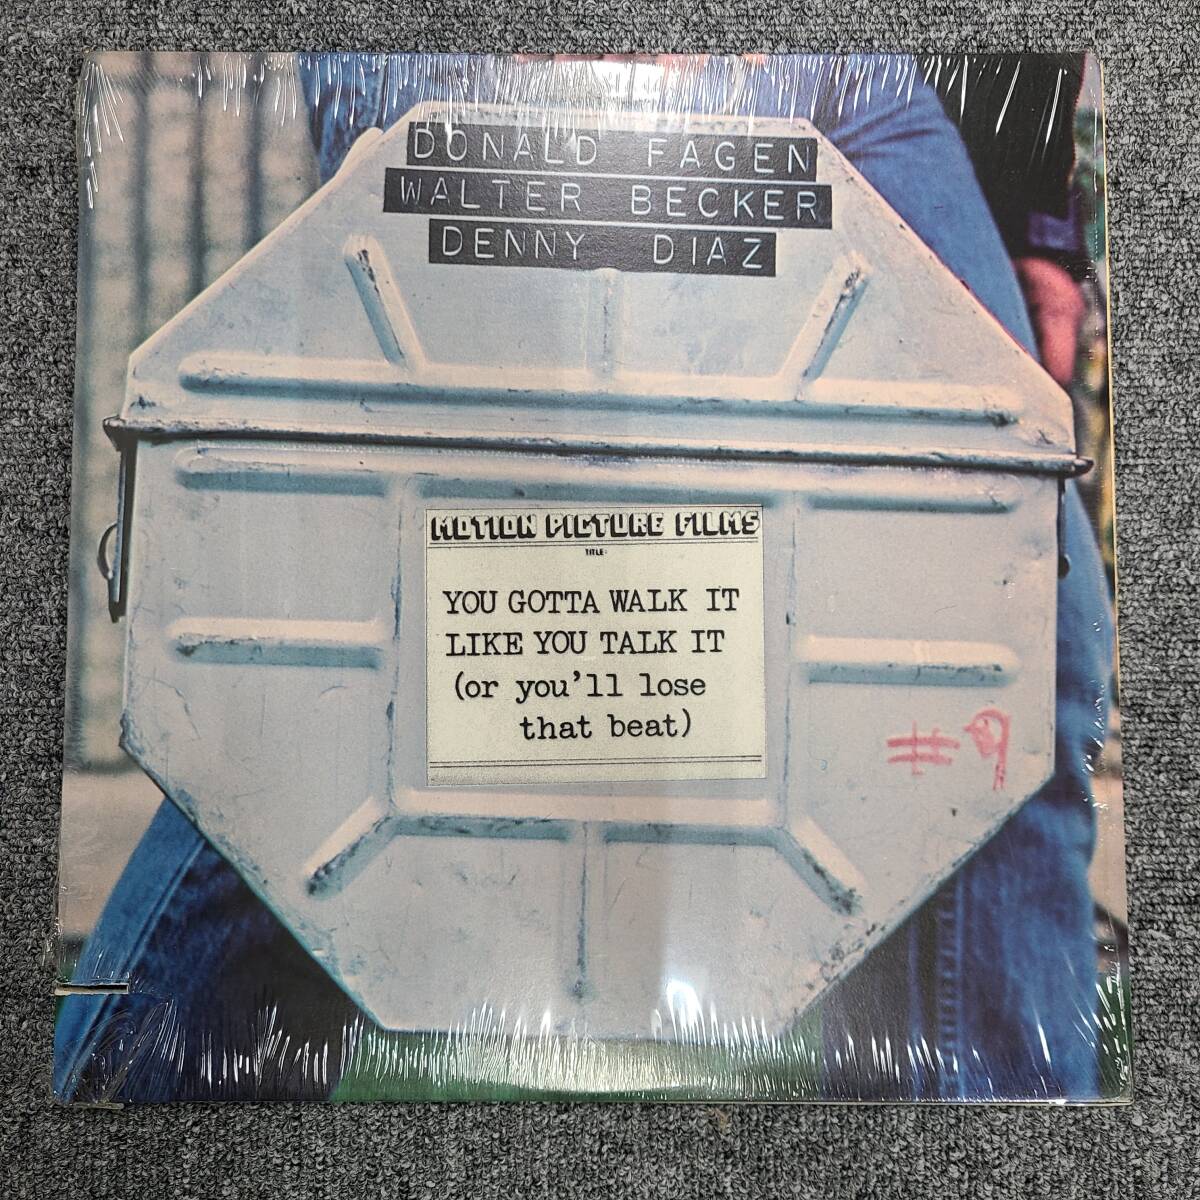 DONALD FAGEN
WALTER BECKER
DENNY DIAZ
MOTION PICTURE FILMS
TITLE:
YOU GOTTA WALK IT
LIKE YOU TALK IT
(or you'll lose
that beat)
#9